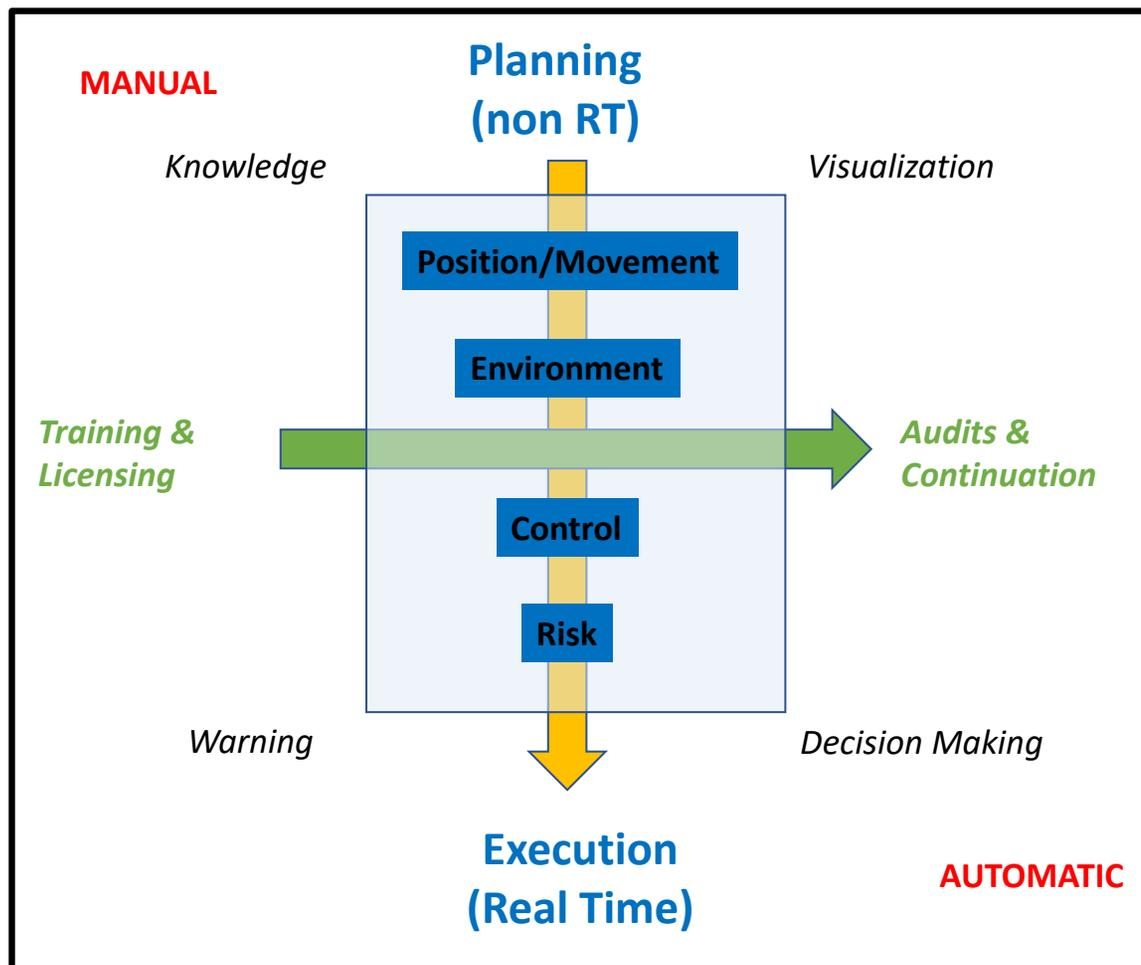 MANUAL
Planning
(non RT)
Knowledge
Visualization
Position/Movement
Environment
Training &
Licensing
Audits &
Continuation
Control
Risk
Warning
Decision Making
Execution
(Real Time)
AUTOMATIC